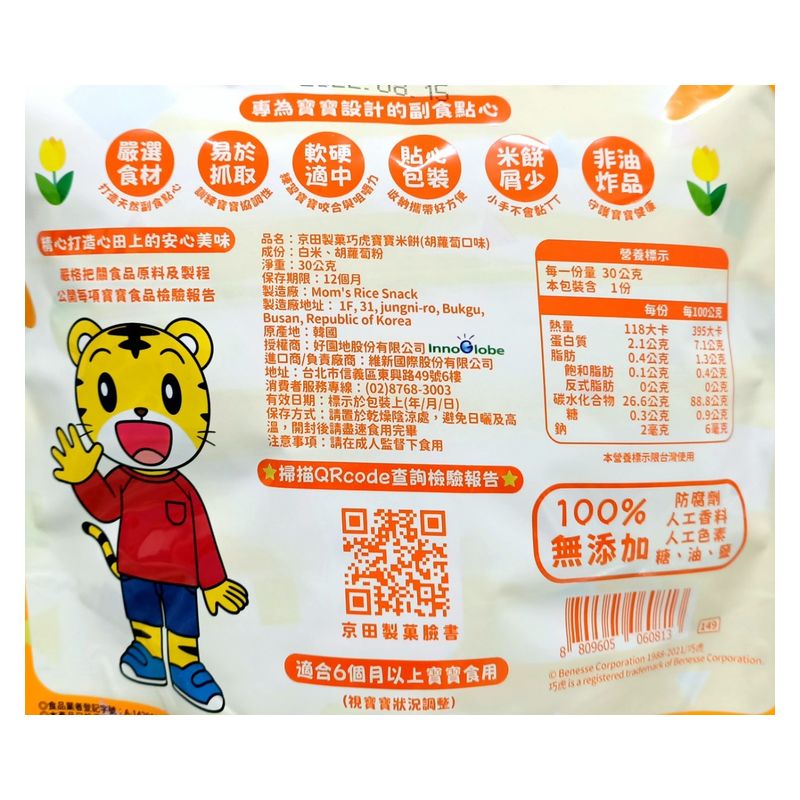 2022.08.15
專為寶寶設計的副食點心
嚴選
食材
打造天然副食點心
易於
抓取
訓練寶寶協調性
軟硬
適中
練習寶寶咬合與咀嚼力
貼心
包裝
收納攜帶好方便
米餅
屑少
小手不會黏ㄒㄒ
非油
炸品
守護寶寶健康
精心打造心田上的安心美味
嚴格把關食品原料及製程
公開每項寶寶食品檢驗報告
品名：京田製菓巧虎寶寶米餅(胡蘿蔔口味)
成份：白米、胡蘿蔔粉
淨重：30公克
保存期限：12個月
製造廠：Mom's Rice Snack
製造廠地址： 1F, 31, jungni-ro, Bukgu,
Busan, Republic of Korea
原產地：韓國
授權商：好園地股份有限公司 InnoGlobe
進口商/負責廠商：維新國際股份有限公司
地址：台北市信義區東興路49號6樓
消費者服務專線：(02)8768-3003
有效日期：標示於包裝上(年/月/日)
保存方式：請置於乾燥陰涼處，避免日曬及高
溫，開封後請盡速食用完畢
注意事項：請在成人監督下食用
營養標示
每一份量 30公克
本包裝含 1份
每份 每100公克
熱量 118大卡 395大卡
蛋白質 2.1公克 7.1公克
脂肪 0.4公克 1.3公克
飽和脂肪 0.1公克 0.4公克
反式脂肪 0公克 0公克
碳水化合物 26.6公克 88.8公克
糖 0.3公克 0.9公克
鈉 2毫克 6毫克
本營養標示限台灣使用
掃描QRcode查詢檢驗報告
京田製菓臉書
100%
無添加
防腐劑
人工香料
人工色素
糖、油、鹽
8 809605 060813
149
© Benesse Corporation 1988-2021/巧虎
巧虎 is a registered trademark of Benesse Corporation.
適合6個月以上寶寶食用
(視寶寶狀況調整)
◎食品業者登記字號：A-1428